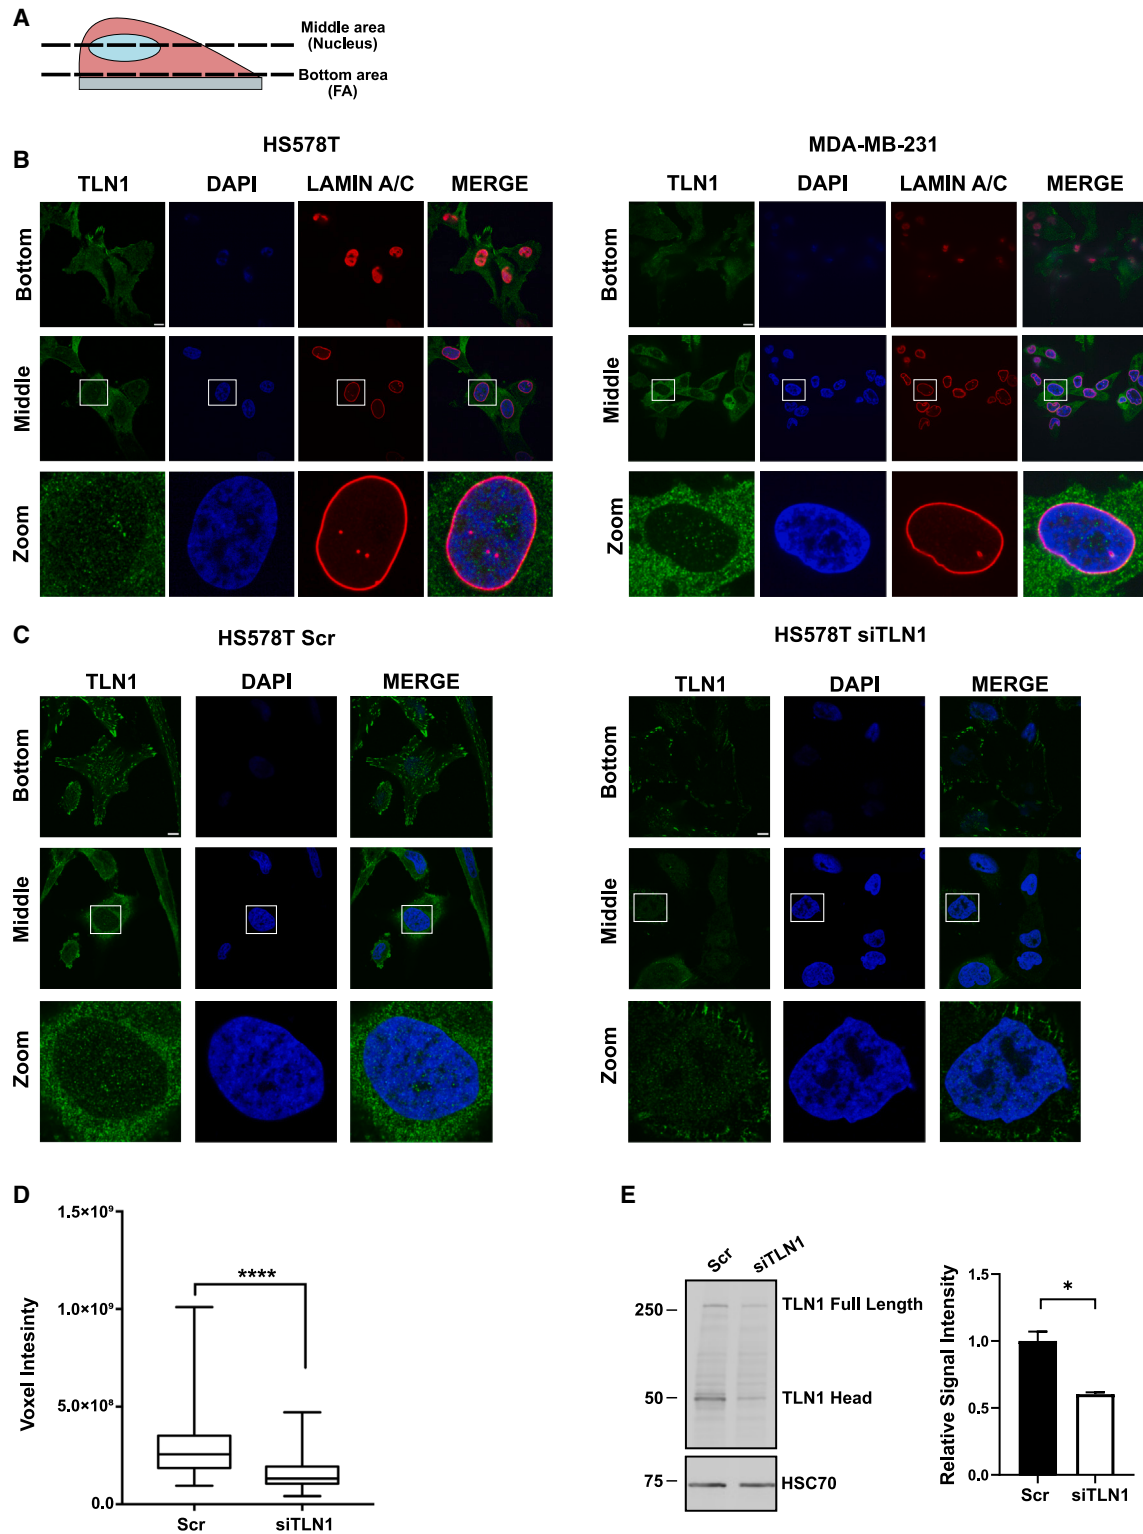 A
Middle area
(Nucleus)
Bottom area
(FA)
B
HS578T
TLN1 DAPI LAMIN A/C MERGE
Bottom
Middle
Zoom
MDA-MB-231
TLN1 DAPI LAMIN A/C MERGE
Bottom
Middle
Zoom
C
HS578T Scr
TLN1 DAPI MERGE
Bottom
Middle
Zoom
HS578T siTLN1
TLN1 DAPI MERGE
Bottom
Middle
Zoom
D
Voxel Intesinty
1.5×10⁹
1.0×10⁹
5.0×10⁸
0.0
****
Scr siTLN1
E
Scr siTLN1
250
TLN1 Full Length
50
TLN1 Head
75
HSC70
Relative Signal Intensity
1.5
1.0
0.5
0.0
*
Scr siTLN1